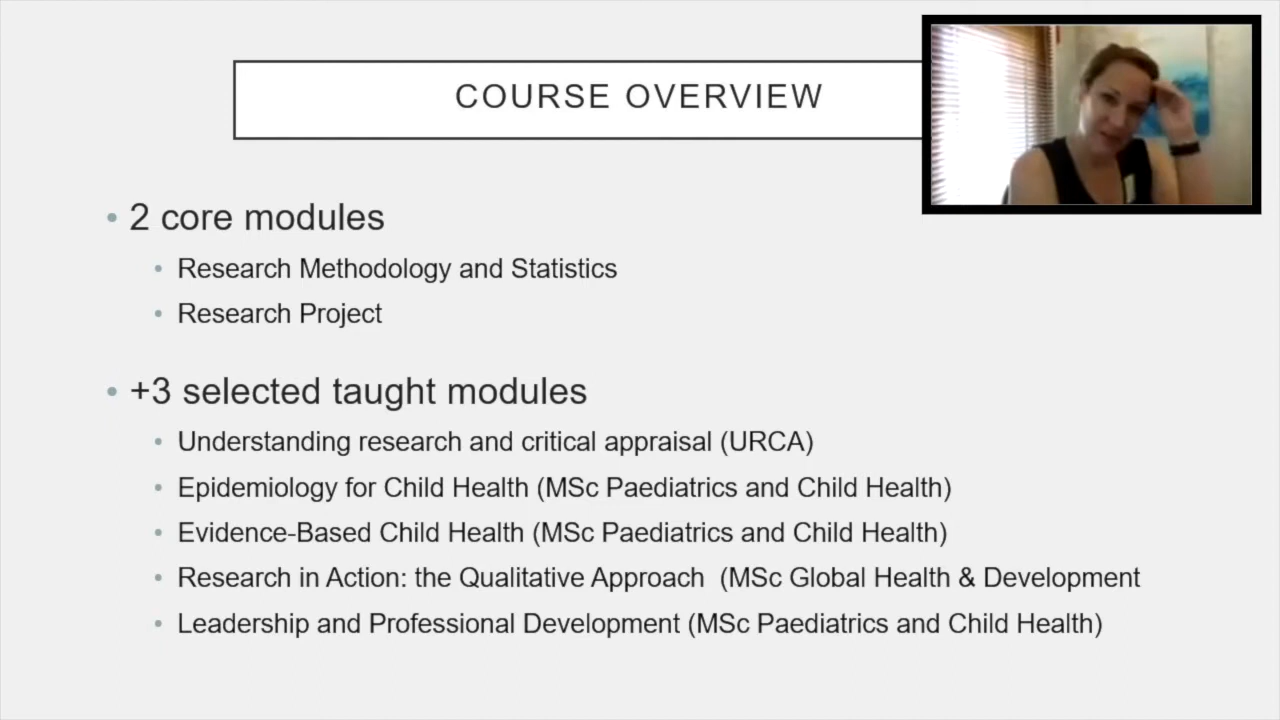 COURSE OVERVIEW
• 2 core modules
• Research Methodology and Statistics
• Research Project
• +3 selected taught modules
• Understanding research and critical appraisal (URCA)
• Epidemiology for Child Health (MSc Paediatrics and Child Health)
• Evidence-Based Child Health (MSc Paediatrics and Child Health)
• Research in Action: the Qualitative Approach  (MSc Global Health & Development
• Leadership and Professional Development (MSc Paediatrics and Child Health)